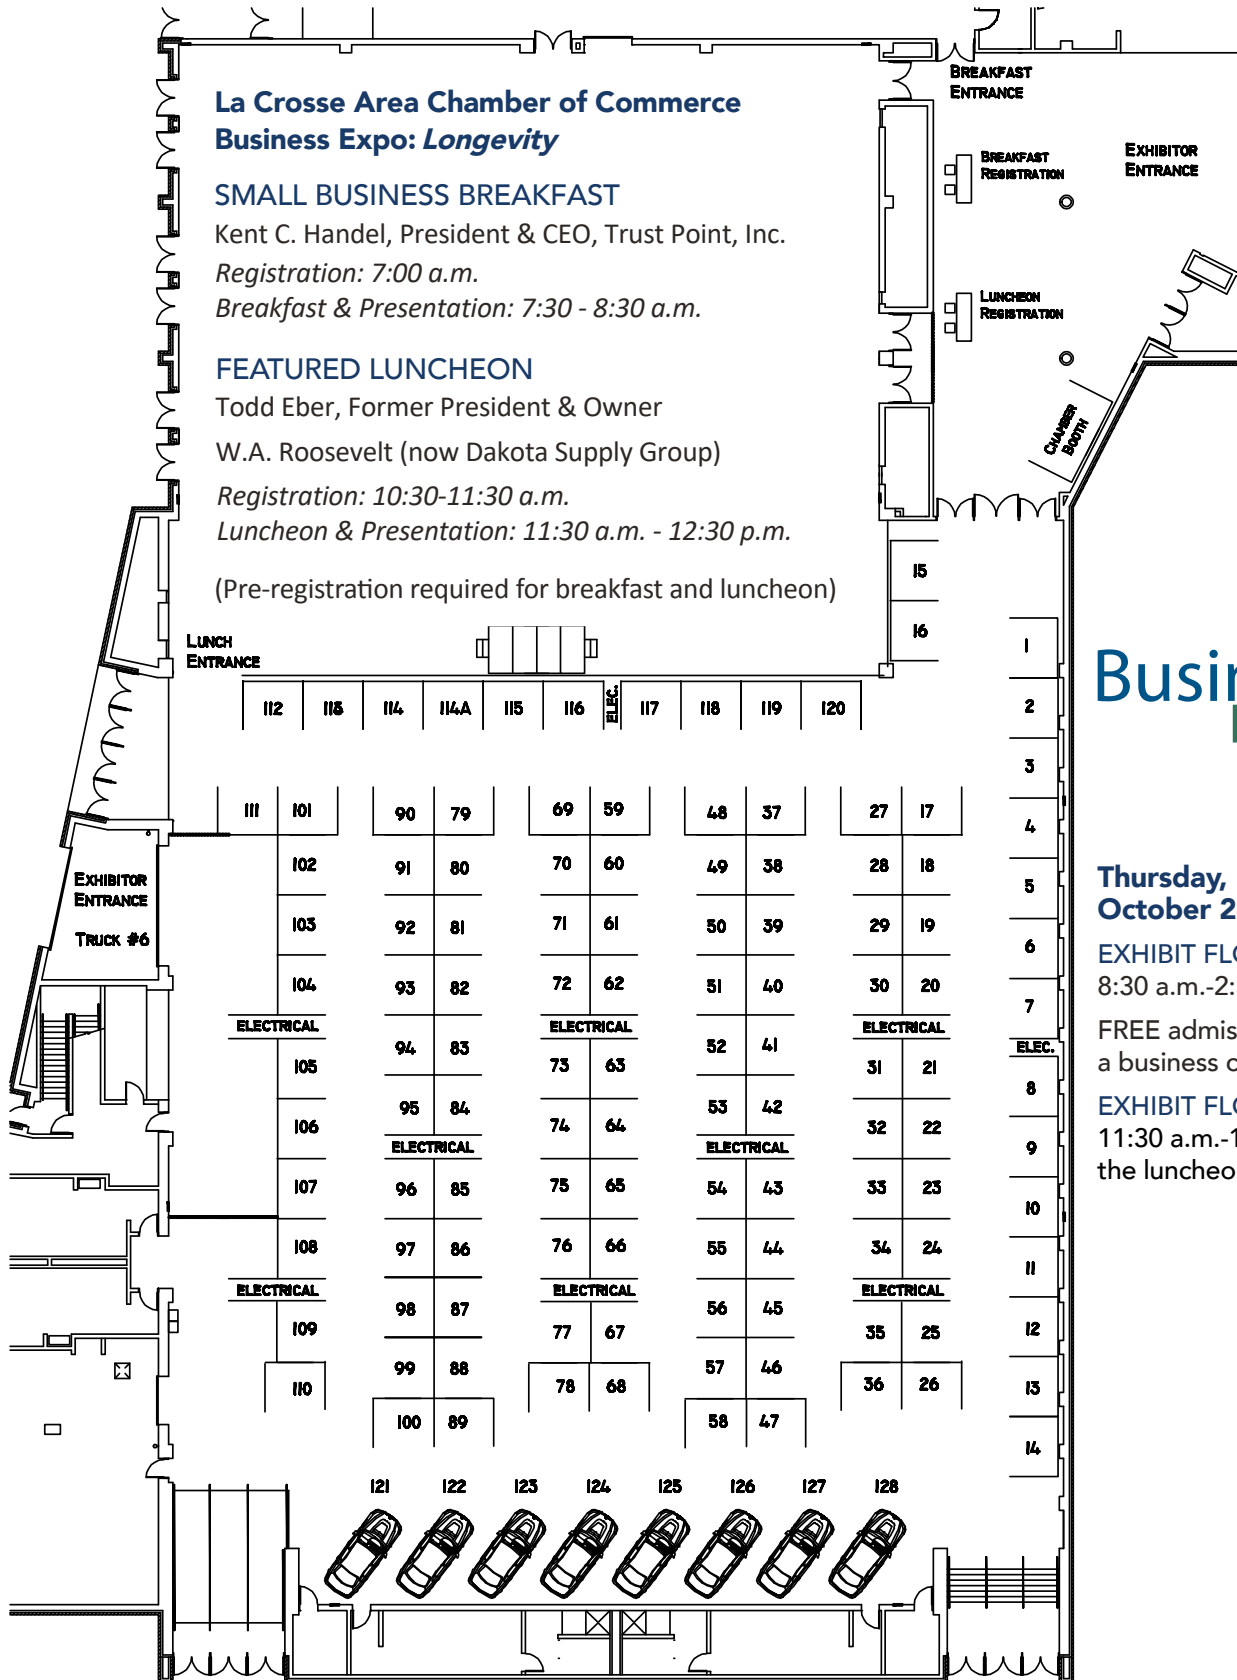 BREAKFAST
ENTRANCE
La Crosse Area Chamber of Commerce
Business Expo: Longevity
SMALL BUSINESS BREAKFAST
Kent C. Handel, President & CEO, Trust Point, Inc.
Registration: 7:00 a.m.
Breakfast & Presentation: 7:30 - 8:30 a.m.
FEATURED LUNCHEON
Todd Eber, Former President & Owner
W.A. Roosevelt (now Dakota Supply Group)
Registration: 10:30-11:30 a.m.
Luncheon & Presentation: 11:30 a.m. - 12:30 p.m.
(Pre-registration required for breakfast and luncheon)
BREAKFAST
REGISTRATION
EXHIBITOR
ENTRANCE
LUNCHEON
REGISTRATION
CHAMBER
BOOTH
LUNCH
ENTRANCE
15
16
112 113 114 114A 115 116 ELEC. 117 118 119 120
1
2
3
4
5
6
7
ELEC.
8
9
10
11
12
13
14
Busin
Thursday,
October 2
EXHIBIT FLO
8:30 a.m.-2:
FREE admis
a business c
EXHIBIT FLO
11:30 a.m.-1
the luncheo
EXHIBITOR
ENTRANCE
TRUCK #6
111 101
102
103
104
ELECTRICAL
105
106
107
108
ELECTRICAL
109
110
90 79
91 80
92 81
93 82
94 83
95 84
ELECTRICAL
96 85
97 86
98 87
99 88
100 89
69 59
70 60
71 61
72 62
ELECTRICAL
73 63
74 64
75 65
76 66
ELECTRICAL
77 67
78 68
48 37
49 38
50 39
51 40
52 41
53 42
ELECTRICAL
54 43
55 44
56 45
57 46
58 47
27 17
28 18
29 19
30 20
ELECTRICAL
31 21
32 22
33 23
34 24
ELECTRICAL
35 25
36 26
121 122 123 124 125 126 127 128